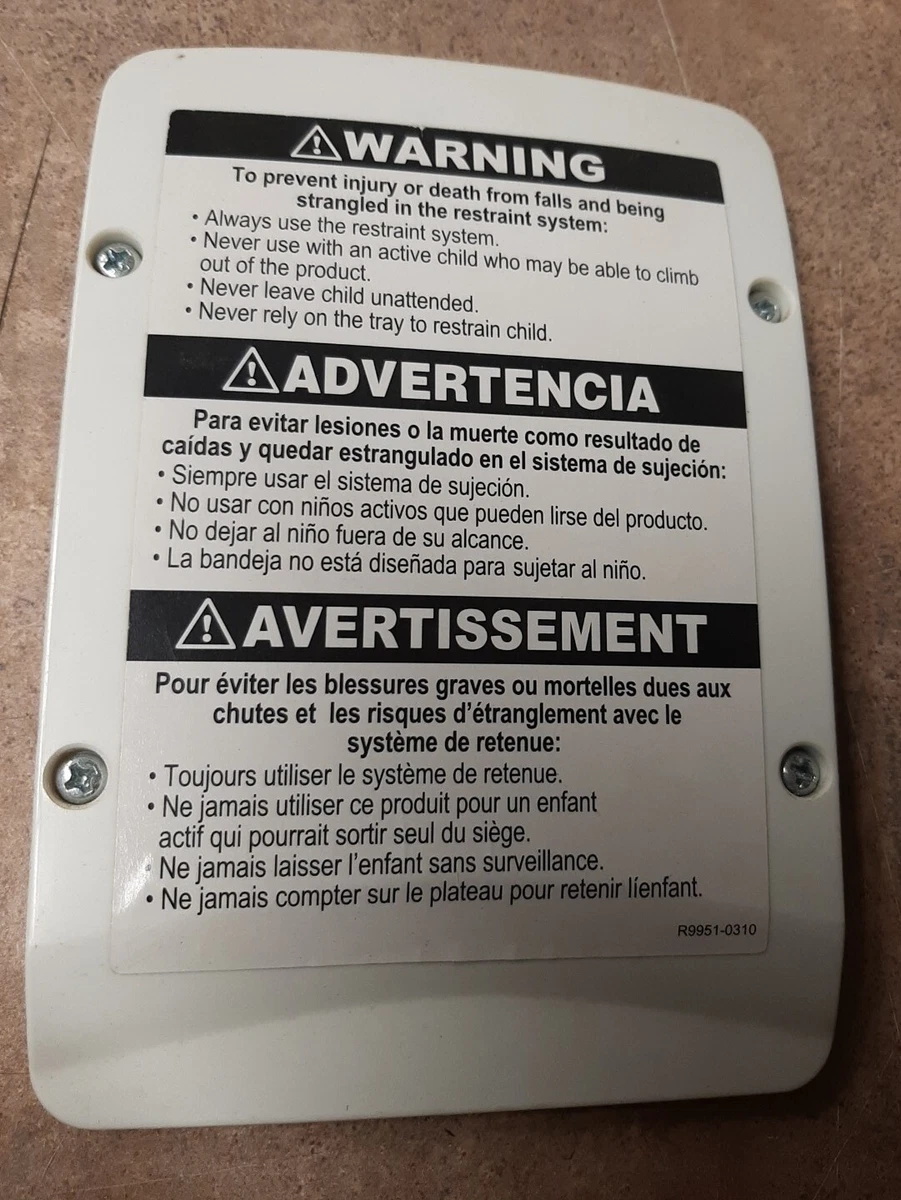 ⚠WARNING
To prevent injury or death from falls and being
strangled in the restraint system:
• Always use the restraint system.
• Never use with an active child who may be able to climb
out of the product.
• Never leave child unattended.
• Never rely on the tray to restrain child.
⚠ADVERTENCIA
Para evitar lesiones o la muerte como resultado de
caídas y quedar estrangulado en el sistema de sujeción:
• Siempre usar el sistema de sujeción.
• No usar con niños activos que pueden lirse del producto.
• No dejar al niño fuera de su alcance.
• La bandeja no está diseñada para sujetar al niño.
⚠AVERTISSEMENT
Pour éviter les blessures graves ou mortelles dues aux
chutes et les risques d'étranglement avec le
système de retenue:
• Toujours utiliser le système de retenue.
• Ne jamais utiliser ce produit pour un enfant
actif qui pourrait sortir seul du siège.
• Ne jamais laisser l'enfant sans surveillance.
• Ne jamais compter sur le plateau pour retenir líenfant.
R9951-0310